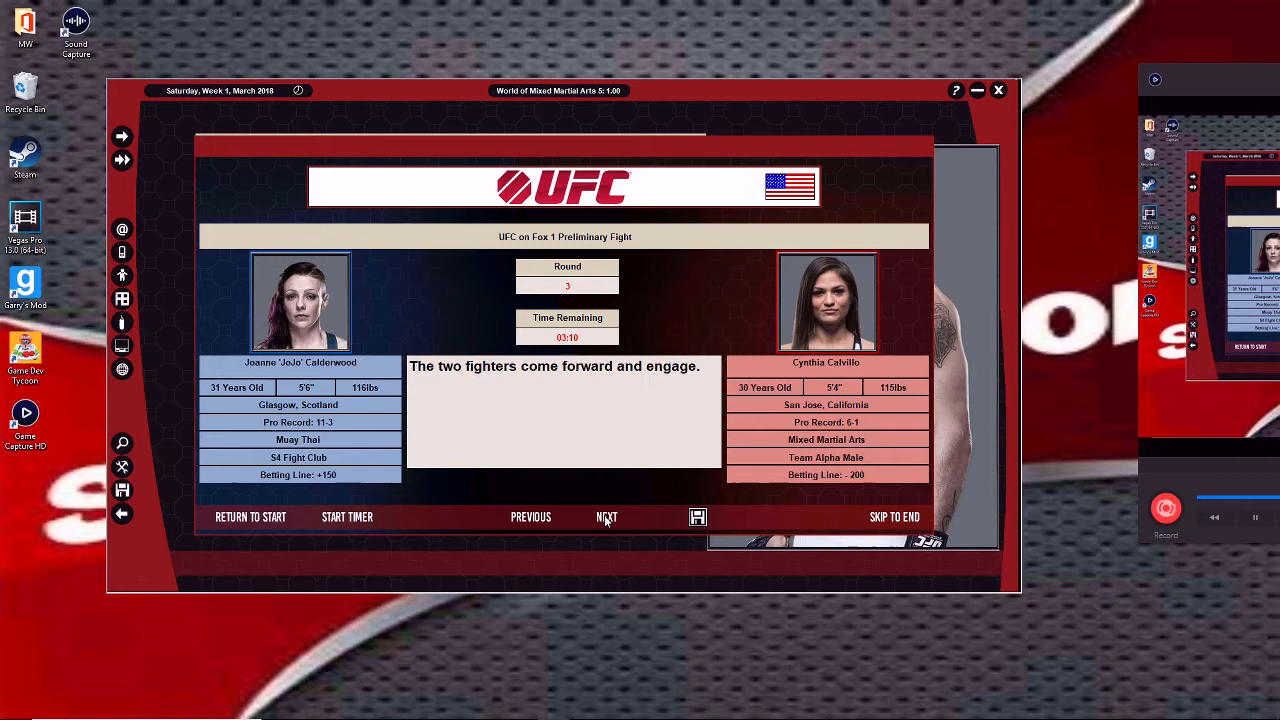 MW
Sound
Capture
Recycle Bin
Steam
Vegas Pro
13.0 (64-bit)
Garry's Mod
Game Dev
Tycoon
Game
Capture HD
Saturday, Week 1, March 2018
World of Mixed Martial Arts 5: 1.00
?
UFC
UFC on Fox 1 Preliminary Fight
Round
3
Time Remaining
03:10
Joanne 'JoJo' Calderwood
31 Years Old 5'6" 116lbs
Glasgow, Scotland
Pro Record: 11-3
Muay Thai
S4 Fight Club
Betting Line: +150
The two fighters come forward and engage.
Cynthia Calvillo
30 Years Old 5'4" 115lbs
San Jose, California
Pro Record: 6-1
Mixed Martial Arts
Team Alpha Male
Betting Line: - 200
RETURN TO START
START TIMER
PREVIOUS
NEXT
SKIP TO END
UFC
Record
RETURN TO START